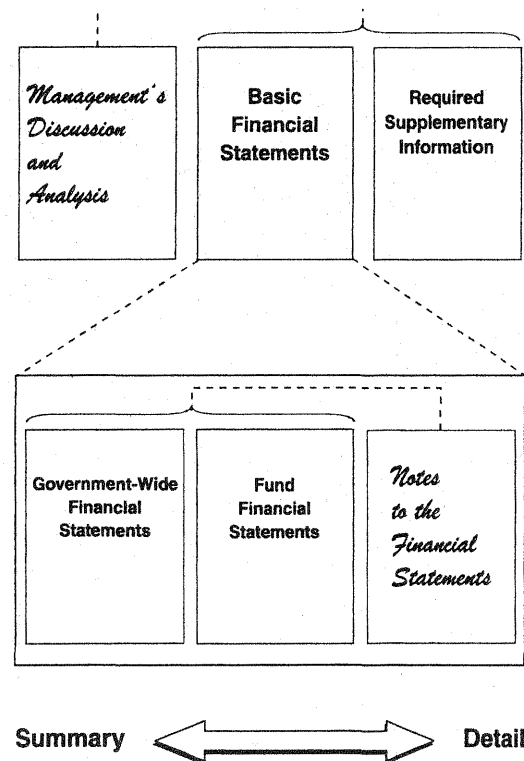 Management's
Discussion
and
Analysis
Basic
Financial
Statements
Required
Supplementary
Information
Government-Wide
Financial
Statements
Fund
Financial
Statements
Notes
to the
Financial
Statements
Summary
Detail